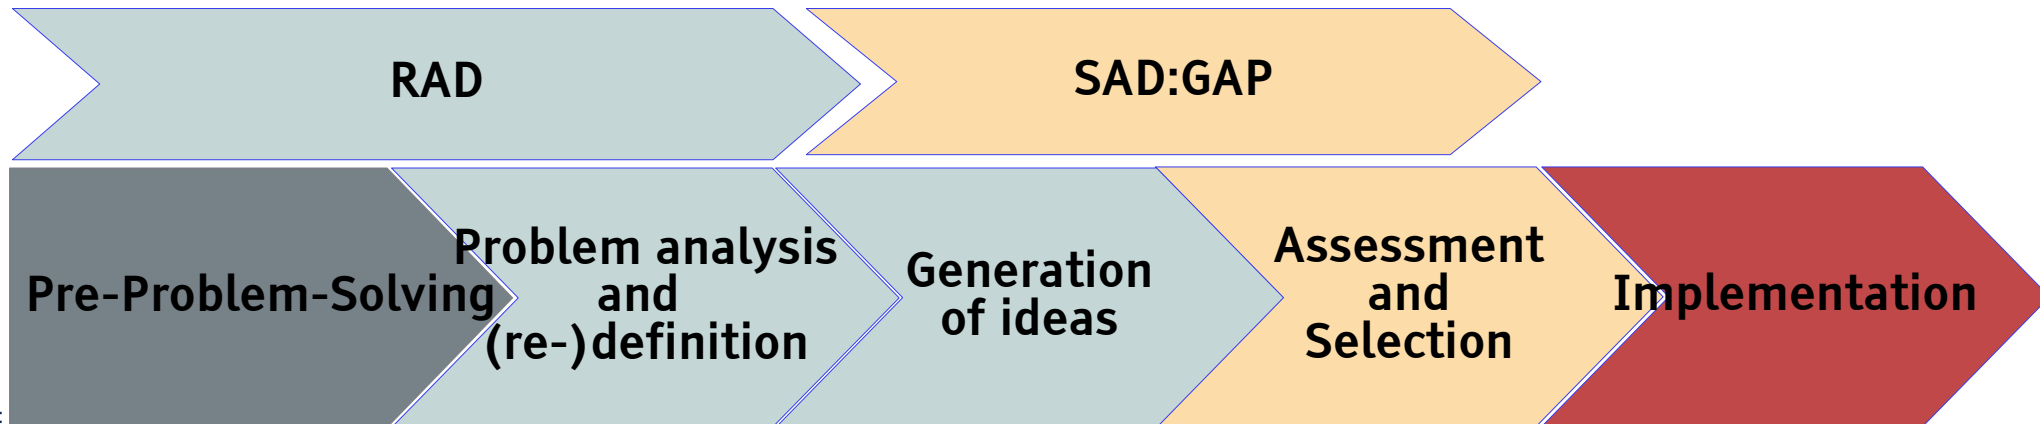 RAD
SAD:GAP
Pre-Problem-Solving
Problem analysis
and
(re-)definition
Generation
of ideas
Assessment
and
Selection
Implementation